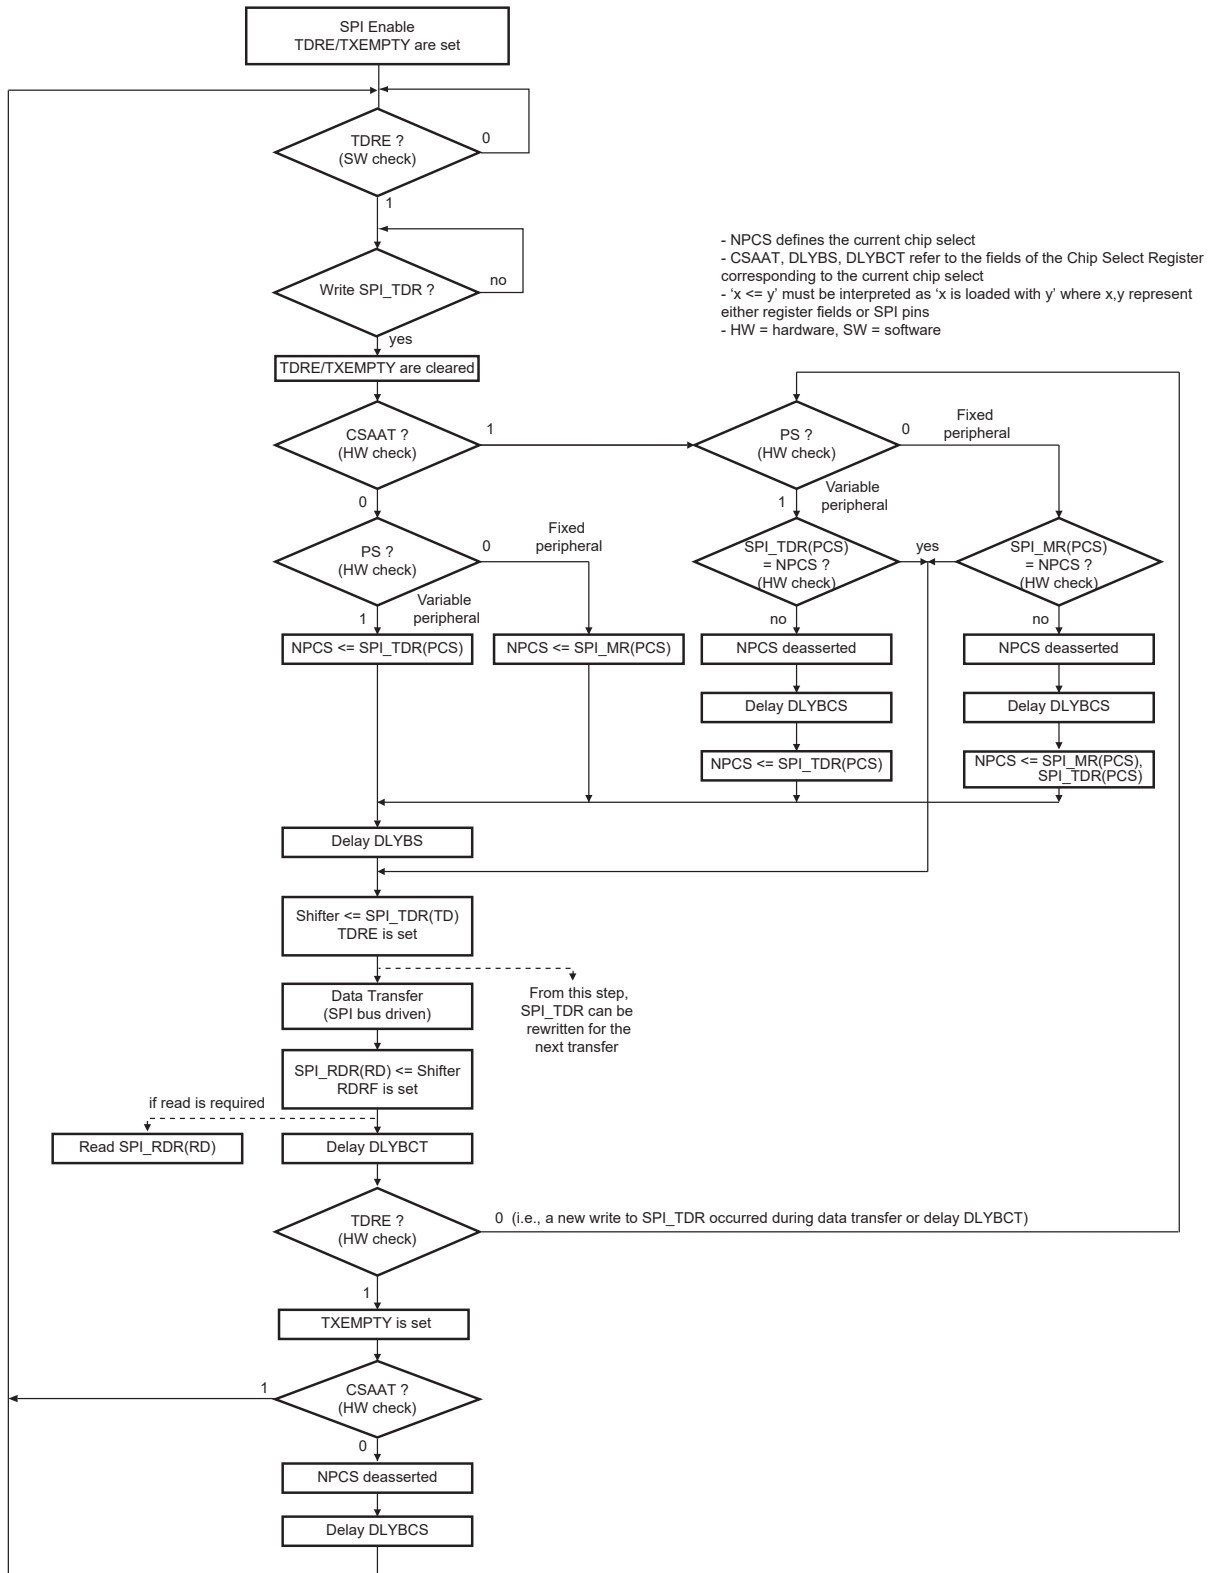 SPI Enable
TDRE/TXEMPTY are set
TDRE ?
(SW check)
0
1
- NPCS defines the current chip select
- CSAAT, DLYBS, DLYBCT refer to the fields of the Chip Select Register
corresponding to the current chip select
- ‘x <= y’ must be interpreted as ‘x is loaded with y’ where x,y represent
either register fields or SPI pins
- HW = hardware, SW = software
Write SPI_TDR ?
no
yes
TDRE/TXEMPTY are cleared
CSAAT ?
(HW check)
1
0
PS ?
(HW check)
0
Fixed
peripheral
1
Variable
peripheral
PS ?
(HW check)
0
Fixed
peripheral
1
Variable
peripheral
SPI_TDR(PCS)
= NPCS ?
(HW check)
yes
no
SPI_MR(PCS)
= NPCS ?
(HW check)
no
NPCS <= SPI_TDR(PCS)
NPCS <= SPI_MR(PCS)
NPCS deasserted
NPCS deasserted
Delay DLYBCS
Delay DLYBCS
NPCS <= SPI_TDR(PCS)
NPCS <= SPI_MR(PCS),
SPI_TDR(PCS)
Delay DLYBS
Shifter <= SPI_TDR(TD)
TDRE is set
Data Transfer
(SPI bus driven)
From this step,
SPI_TDR can be
rewritten for the
next transfer
SPI_RDR(RD) <= Shifter
RDRF is set
if read is required
Read SPI_RDR(RD)
Delay DLYBCT
TDRE ?
(HW check)
0 (i.e., a new write to SPI_TDR occurred during data transfer or delay DLYBCT)
1
TXEMPTY is set
CSAAT ?
(HW check)
1
0
NPCS deasserted
Delay DLYBCS